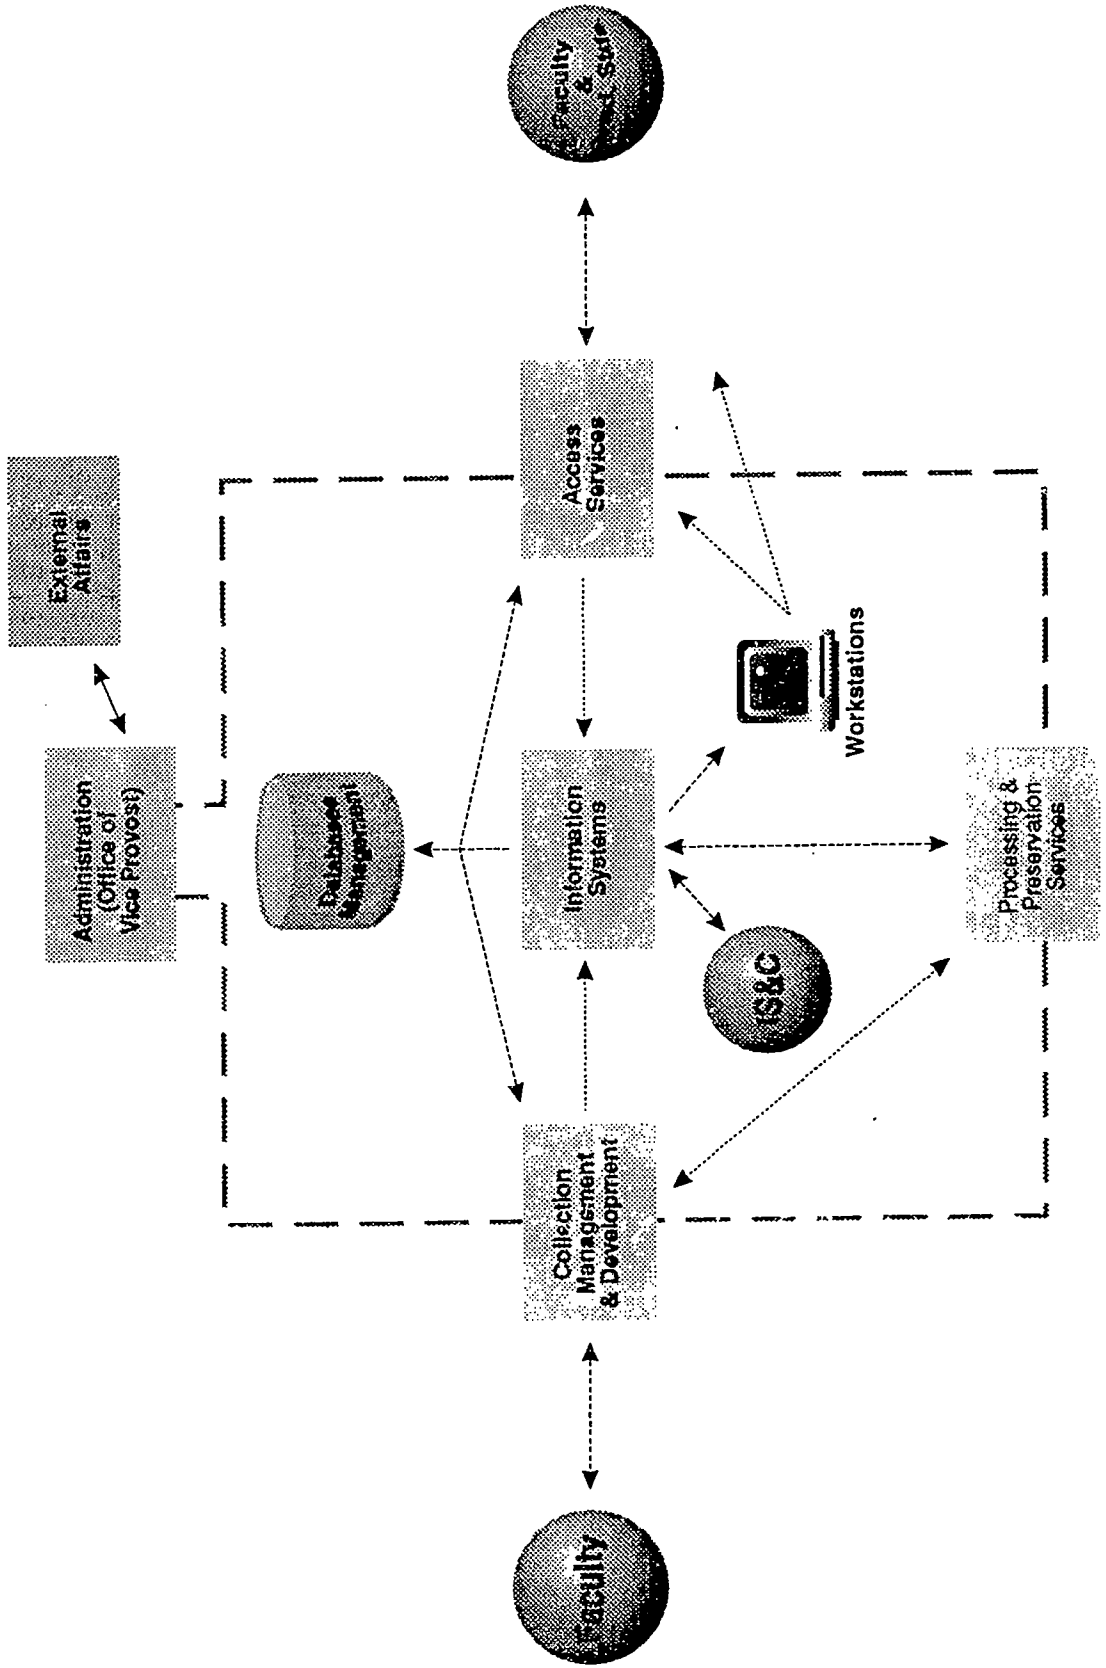 External
Affairs
Administration
(Office of
Vice Provost)
Database
Management
Faculty
Collection
Management
& Development
Information
Systems
Access
Services
Faculty
&
IS&C
Workstations
Processing &
Preservation
Services